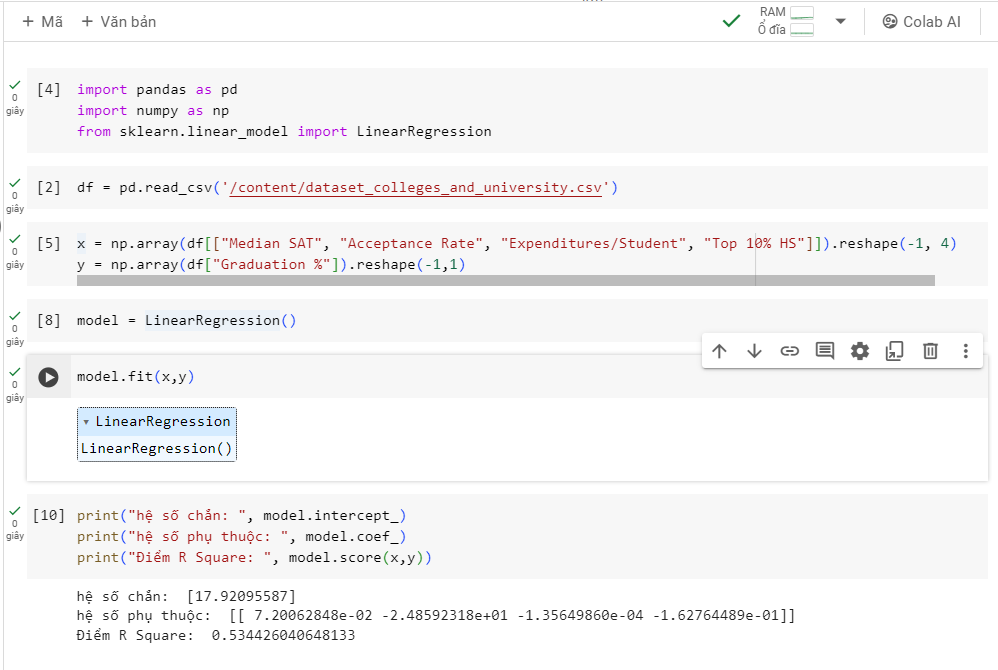 + Mã + Văn bản
RAM
Ổ đĩa
Colab AI
0
giây
[4]
import pandas as pd
import numpy as np
from sklearn.linear_model import LinearRegression
0
giây
[2]
df = pd.read_csv('/content/dataset_colleges_and_university.csv')
0
giây
[5]
x = np.array(df[["Median SAT", "Acceptance Rate", "Expenditures/Student", "Top 10% HS"]]).reshape(-1, 4)
y = np.array(df["Graduation %"]).reshape(-1,1)
0
giây
[8]
model = LinearRegression()
0
giây
model.fit(x,y)
▾ LinearRegression
LinearRegression()
0
giây
[10]
print("hệ số chắn: ", model.intercept_)
print("hệ số phụ thuộc: ", model.coef_)
print("Điểm R Square: ", model.score(x,y))
hệ số chắn:  [17.92095587]
hệ số phụ thuộc:  [[ 7.20062848e-02 -2.48592318e+01 -1.35649860e-04 -1.62764489e-01]]
Điểm R Square:  0.534426040648133